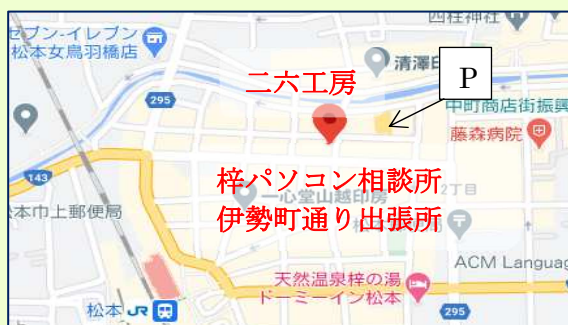 四柱神社
セブン-イレブン
松本女鳥羽橋店
清澤印
二六工房
P
295
中町商店街振興
藤森病院
143
梓パソコン相談所
2丁目
一心堂山越印房
伊勢町通り出張所
松本巾上郵便局
ACM Languag
天然温泉梓の湯
ドーミーイン松本
松本 JR
295